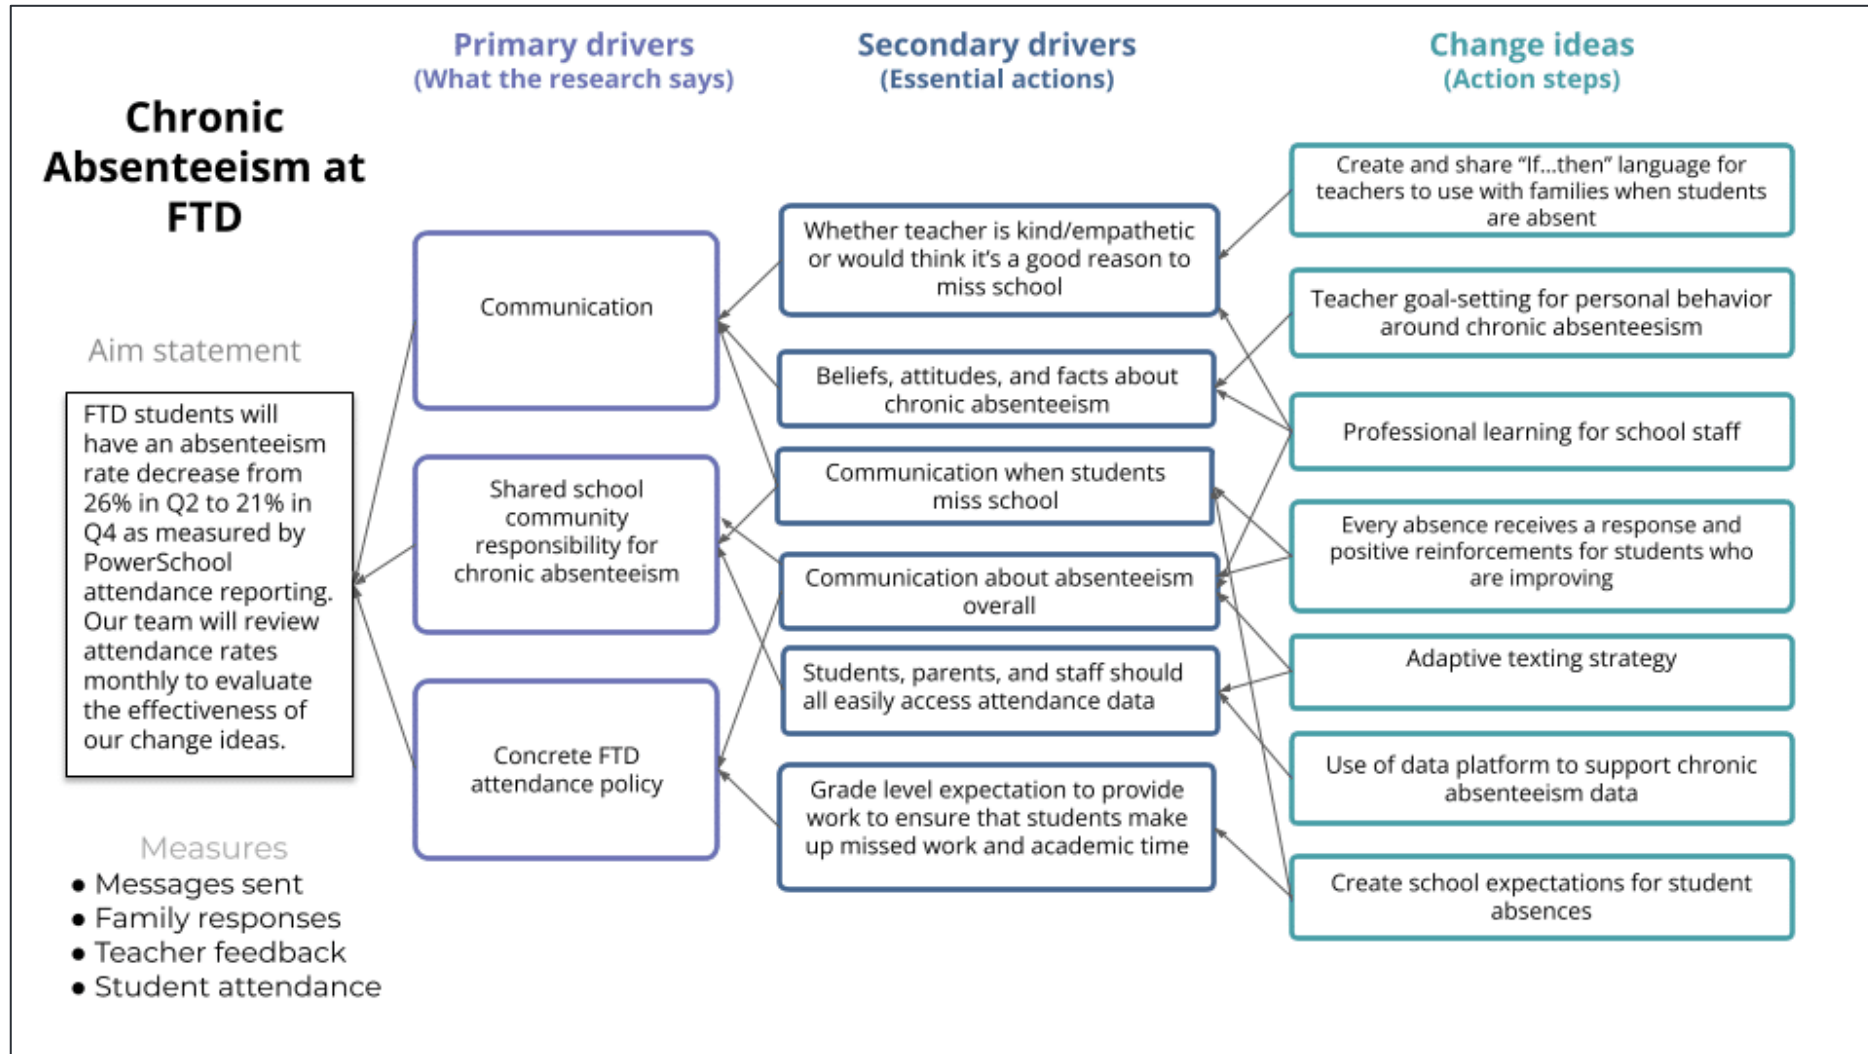 Chronic
Absenteeism at
FTD
Aim statement
FTD students will
have an absenteeism
rate decrease from
26% in Q2 to 21% in
Q4 as measured by
PowerSchool
attendance reporting.
Our team will review
attendance rates
monthly to evaluate
the effectiveness of
our change ideas.
Measures
● Messages sent
● Family responses
● Teacher feedback
● Student attendance
Primary drivers
(What the research says)
Communication
Shared school
community
responsibility for
chronic absenteeism
Concrete FTD
attendance policy
Secondary drivers
(Essential actions)
Whether teacher is kind/empathetic
or would think it's a good reason to
miss school
Beliefs, attitudes, and facts about
chronic absenteeism
Communication when students
miss school
Communication about absenteeism
overall
Students, parents, and staff should
all easily access attendance data
Grade level expectation to provide
work to ensure that students make
up missed work and academic time
Change ideas
(Action steps)
Create and share “If...then” language for
teachers to use with families when students
are absent
Teacher goal-setting for personal behavior
around chronic absenteesism
Professional learning for school staff
Every absence receives a response and
positive reinforcements for students who
are improving
Adaptive texting strategy
Use of data platform to support chronic
absenteeism data
Create school expectations for student
absences